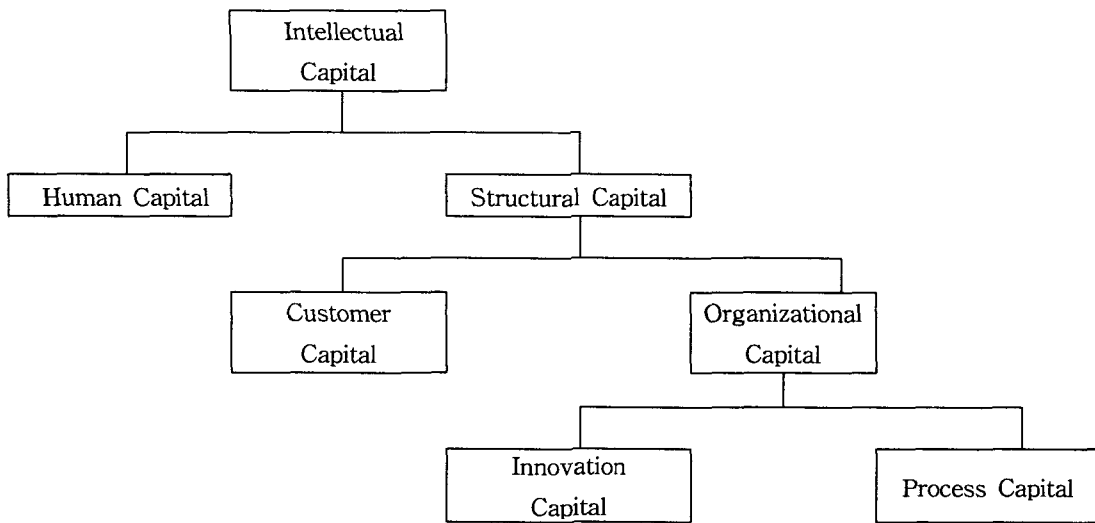 Intellectual
Capital
Human Capital
Structural Capital
Customer
Capital
Organizational
Capital
Innovation
Capital
Process Capital